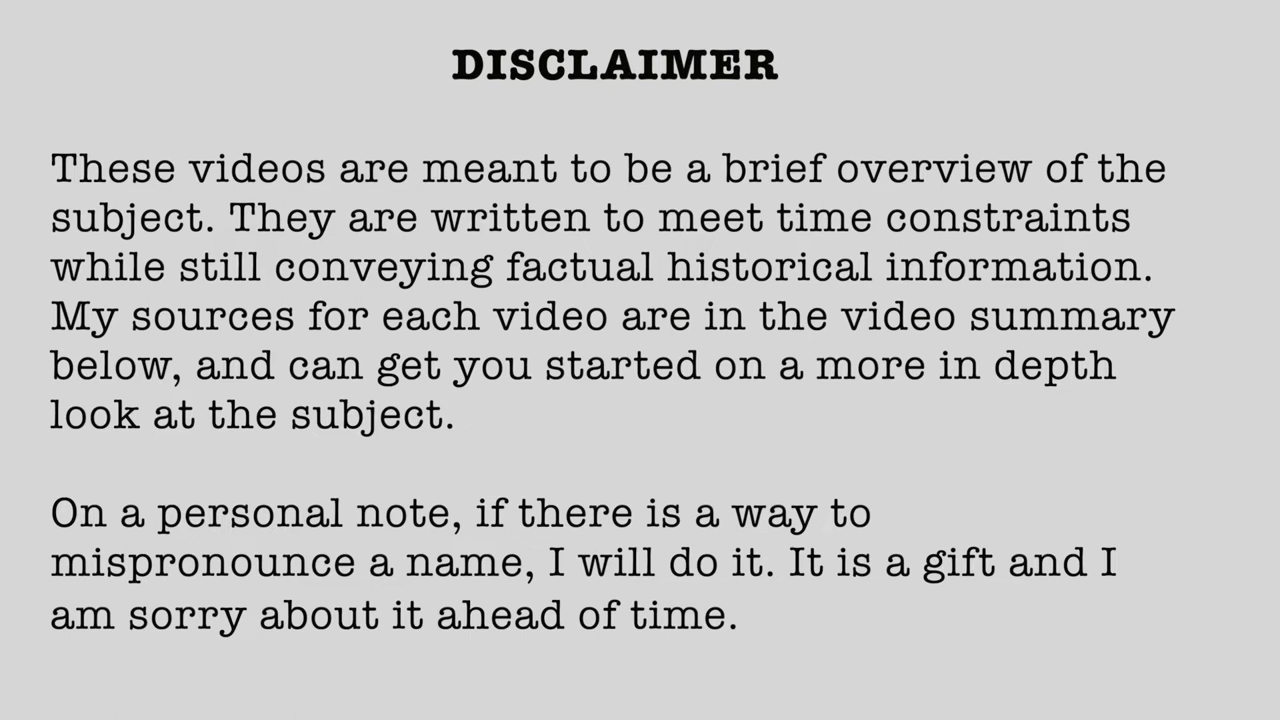 DISCLAIMER
These videos are meant to be a brief overview of the
subject. They are written to meet time constraints
while still conveying factual historical information.
My sources for each video are in the video summary
below, and can get you started on a more in depth
look at the subject.
On a personal note, if there is a way to
mispronounce a name, I will do it. It is a gift and I
am sorry about it ahead of time.